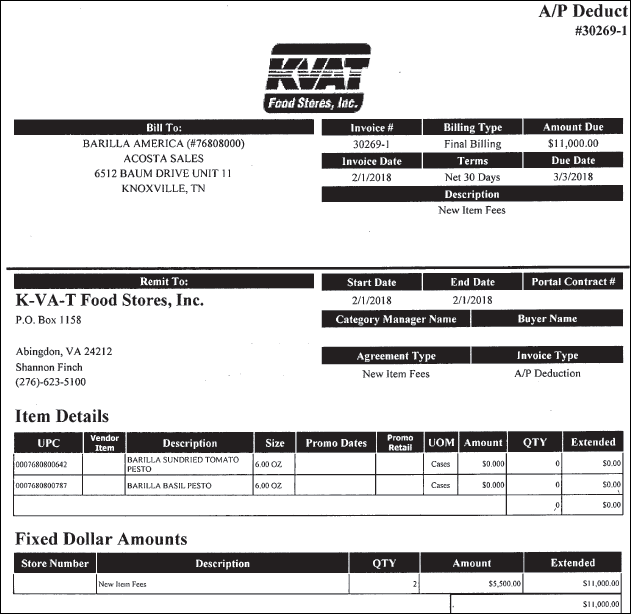 A/P Deduct
#30269-1
KVAT
Food Stores, Inc.
Bill To:
BARILLA AMERICA (#76808000)
ACOSTA SALES
6512 BAUM DRIVE UNIT 11
KNOXVILLE, TN
Invoice # Billing Type Amount Due
30269-1 Final Billing $11,000.00
Invoice Date Terms Due Date
2/1/2018 Net 30 Days 3/3/2018
Description
New Item Fees
Remit To:
K-VA-T Food Stores, Inc.
P.O. Box 1158
Abingdon, VA 24212
Shannon Finch
(276)-623-5100
Start Date End Date Portal Contract #
2/1/2018 2/1/2018
Category Manager Name Buyer Name
Agreement Type Invoice Type
New Item Fees A/P Deduction
Item Details
UPC Vendor Item Description Size Promo Dates Promo Retail UOM Amount QTY Extended
0007680800642 BARILLA SUNDRIED TOMATO PESTO 6.00 OZ Cases $0.000 0 $0.00
0007680800787 BARILLA BASIL PESTO 6.00 OZ Cases $0.000 0 $0.00
0 $0.00
Fixed Dollar Amounts
Store Number Description QTY Amount Extended
New Item Fees 2 $5,500.00 $11,000.00
$11,000.00